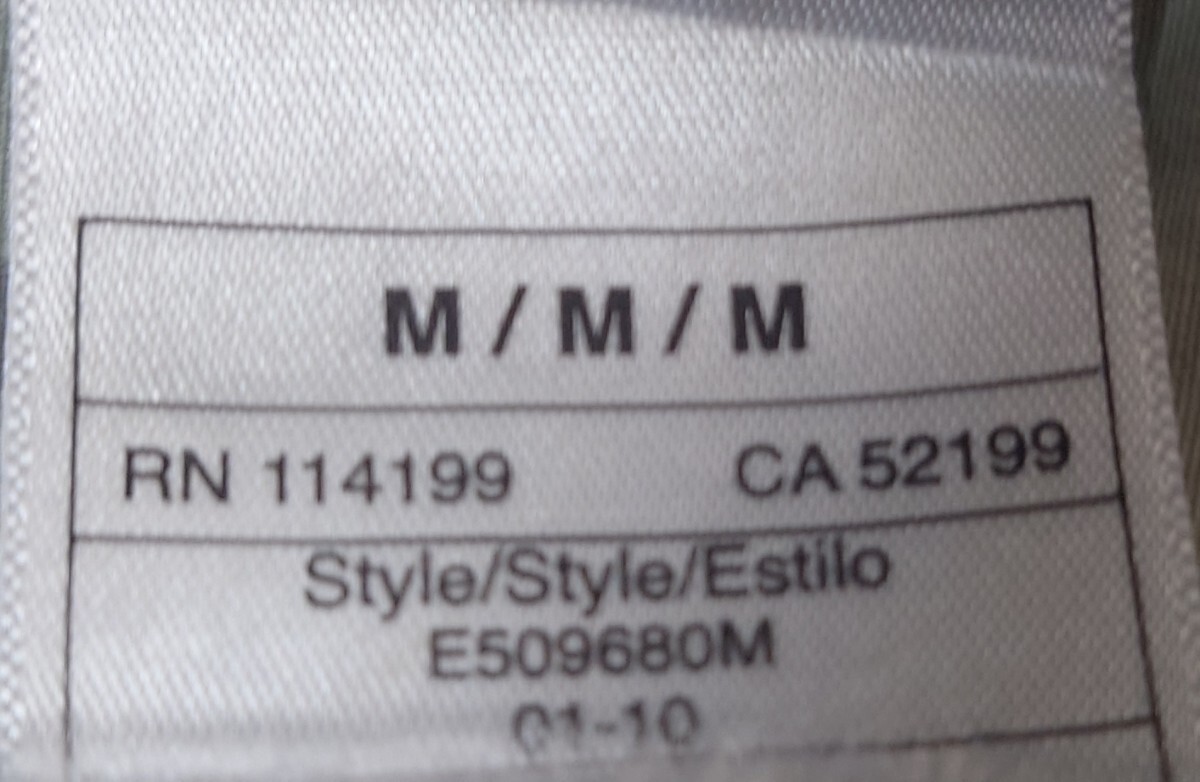 M / M / M
RN 114199 CA 52199
Style/Style/Estilo
E509680M
01-10